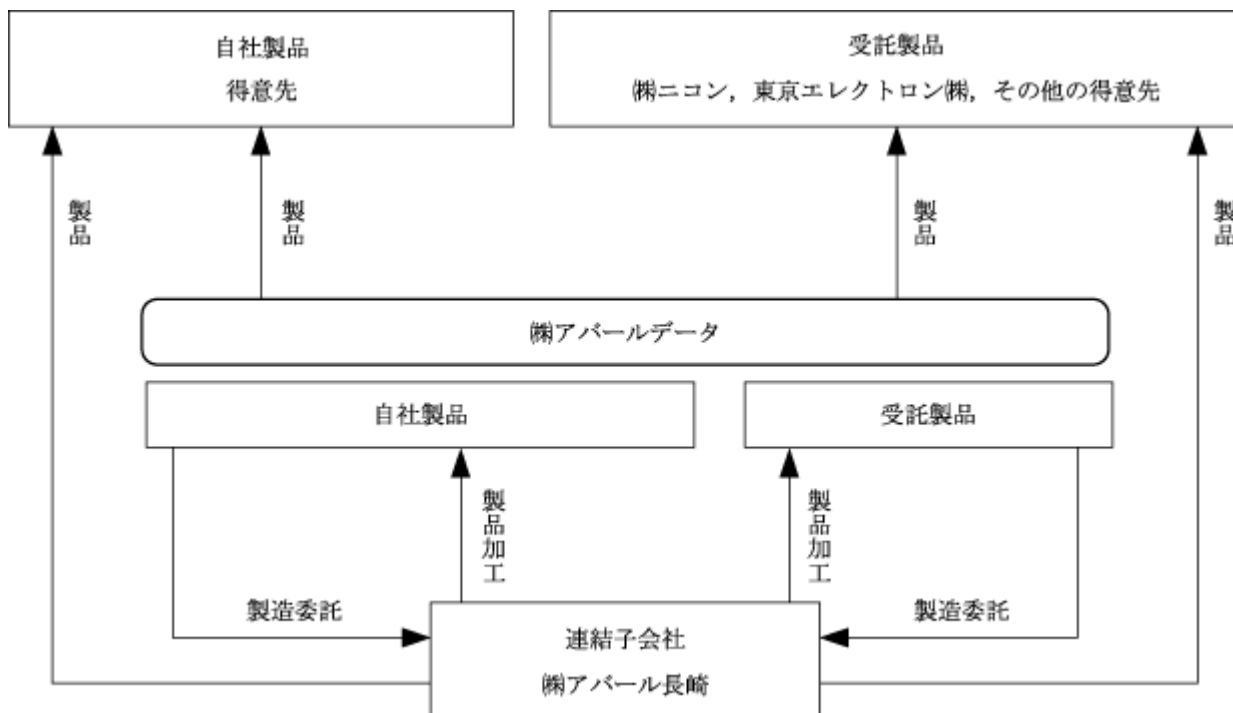 自社製品
得意先
受託製品
㈱ニコン，東京エレクトロン㈱，その他の得意先
製品
製品
製品
製品
㈱アバールデータ
自社製品
受託製品
製品加工
製品加工
製造委託
製造委託
連結子会社
㈱アバール長崎